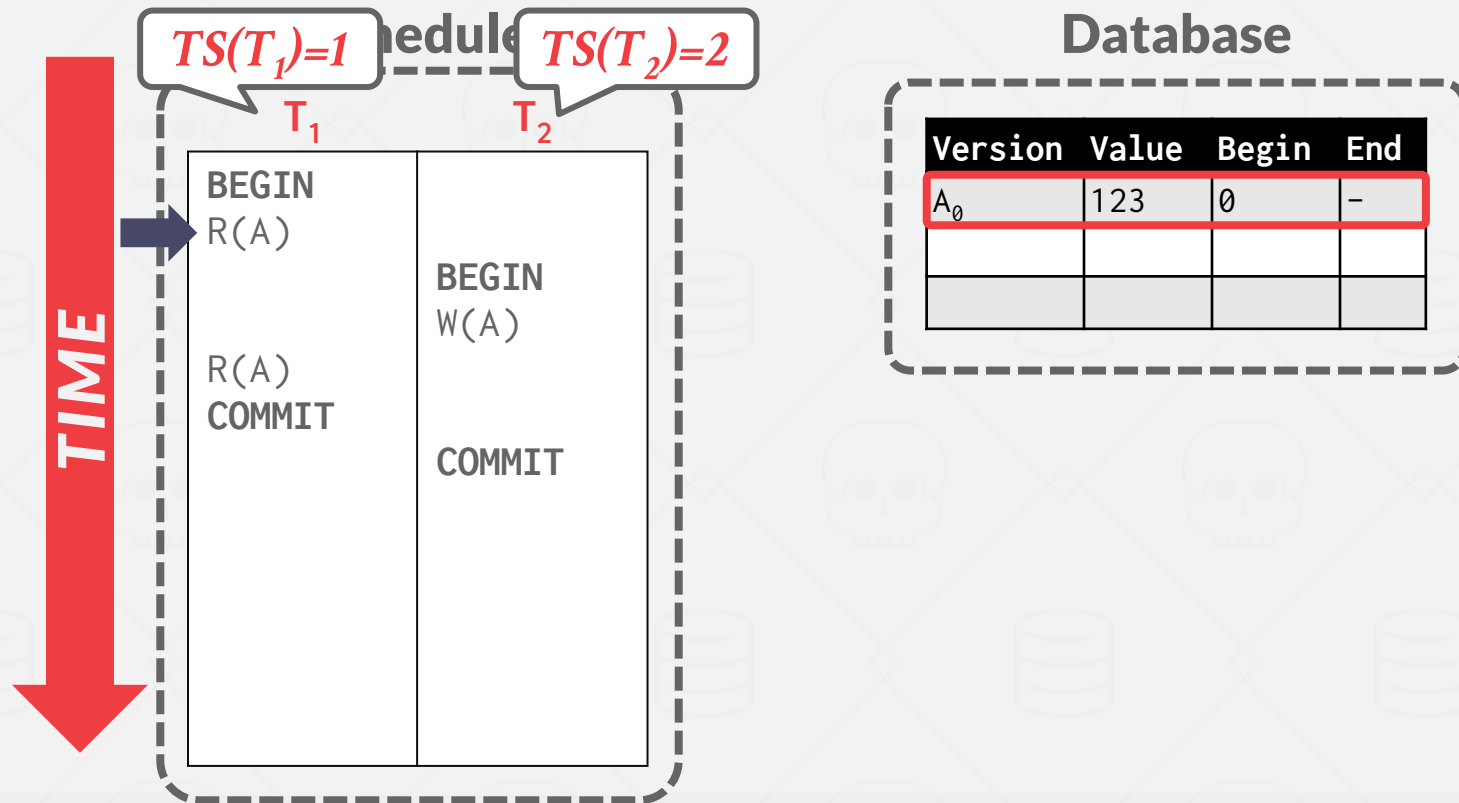 TS(T₁)=1 hedule TS(T₂)=2
T₁ T₂
BEGIN
R(A)
BEGIN
W(A)
R(A)
COMMIT
COMMIT
TIME
Database
Version Value Begin End
A₀ 123 0 -